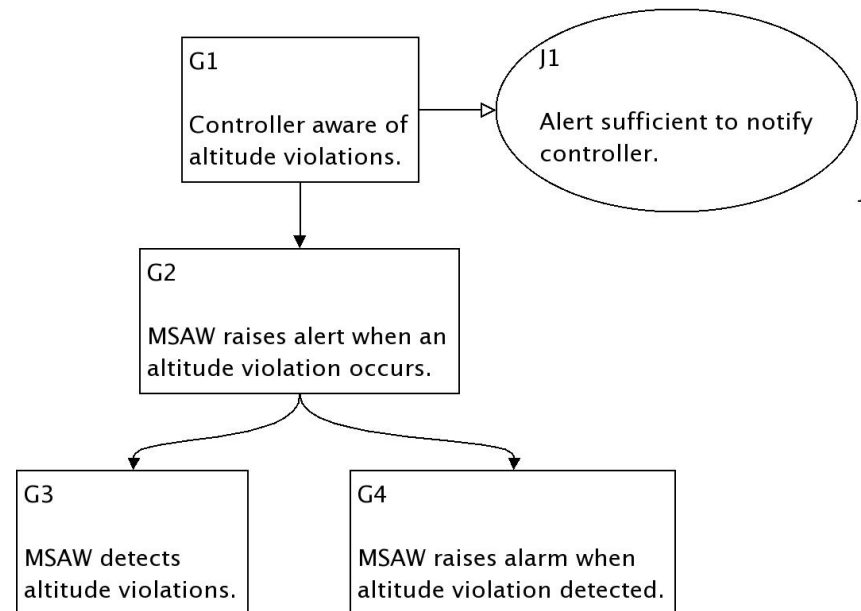 G1
Controller aware of
altitude violations.
J1
Alert sufficient to notify
controller.
G2
MSAW raises alert when an
altitude violation occurs.
G3
MSAW detects
altitude violations.
G4
MSAW raises alarm when
altitude violation detected.